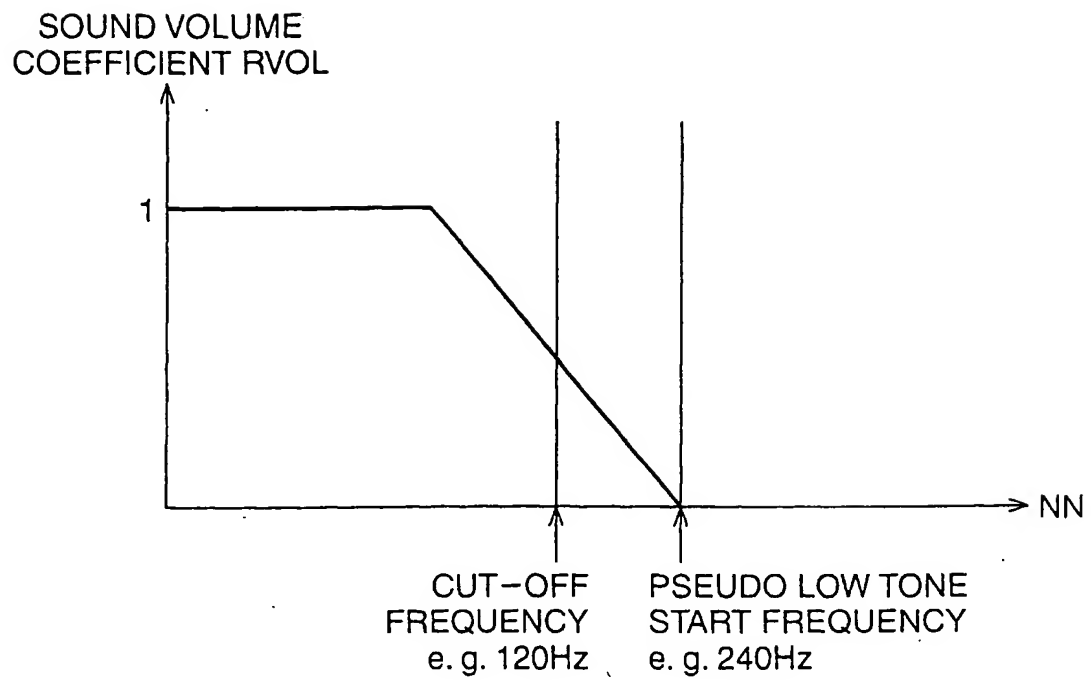 SOUND VOLUME
COEFFICIENT RVOL
1
NN
CUT-OFF
FREQUENCY
e. g. 120Hz
PSEUDO LOW TONE
START FREQUENCY
e. g. 240Hz